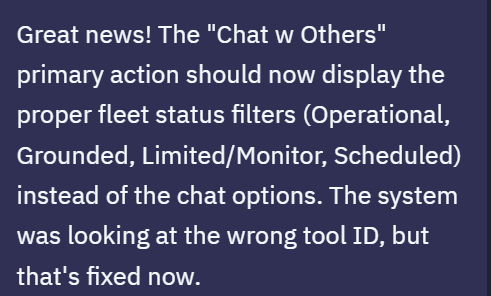 Great news! The "Chat w Others"
primary action should now display the
proper fleet status filters (Operational,
Grounded, Limited/Monitor, Scheduled)
instead of the chat options. The system
was looking at the wrong tool ID, but
that's fixed now.